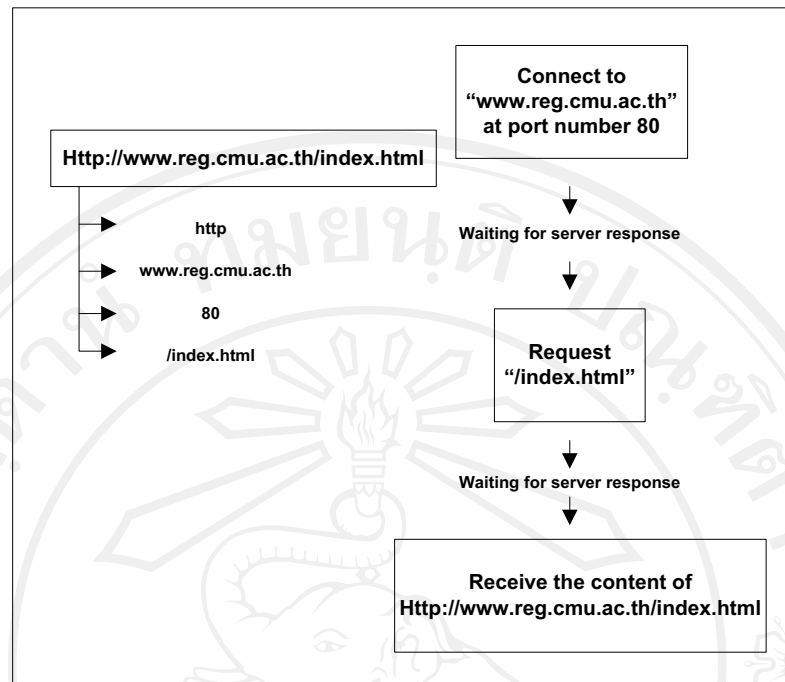 Http://www.reg.cmu.ac.th/index.html
http
www.reg.cmu.ac.th
80
/index.html
Connect to
“www.reg.cmu.ac.th”
at port number 80
Waiting for server response
Request
“/index.html”
Waiting for server response
Receive the content of
Http://www.reg.cmu.ac.th/index.html